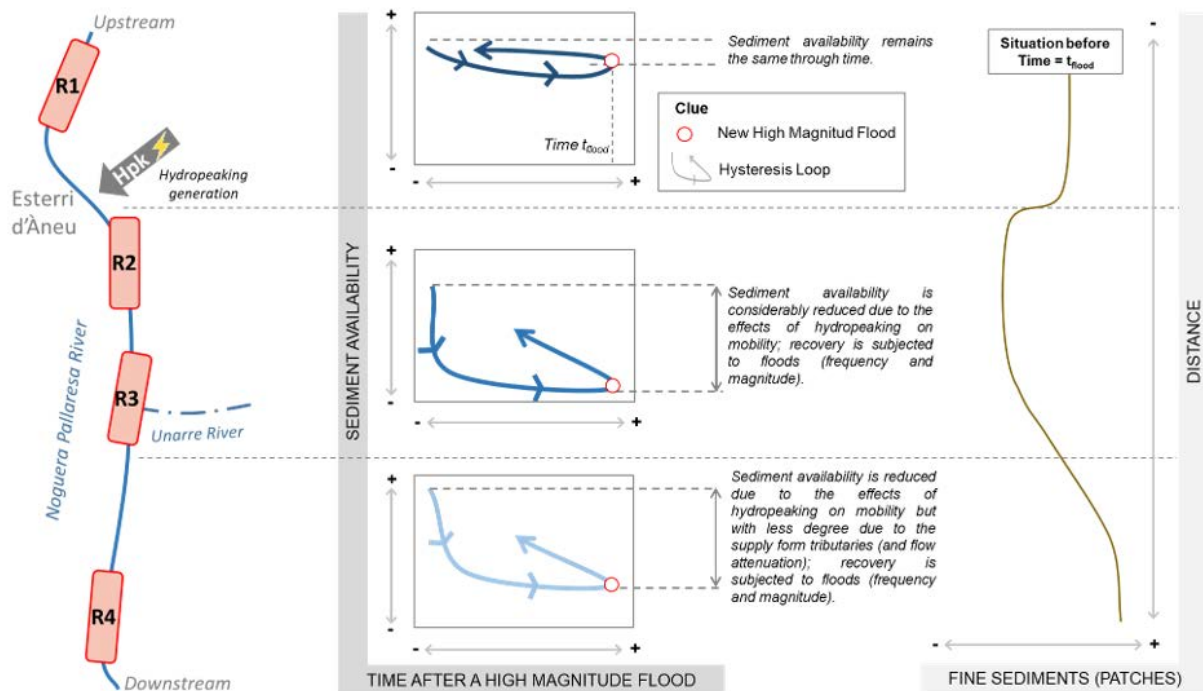 Upstream
R1
Hpk
Hydropeaking
generation
Esterri
d'Àneu
R2
R3
Unarre River
Noguera Pallaresa River
R4
Downstream
SEDIMENT AVAILABILITY
+
-
Time tflood
-
+
Sediment availability remains
the same through time.
Clue
New High Magnitud Flood
Hysteresis Loop
+
-
-
+
Sediment availability is
considerably reduced due to the
effects of hydropeaking on
mobility; recovery is subjected
to floods (frequency and
magnitude).
+
-
-
+
Sediment availability is reduced
due to the effects of
hydropeaking on mobility but
with less degree due to the
supply form tributaries (and flow
attenuation); recovery is
subjected to floods (frequency
and magnitude).
TIME AFTER A HIGH MAGNITUDE FLOOD
Situation before
Time = tflood
-
DISTANCE
+
-
+
FINE SEDIMENTS (PATCHES)